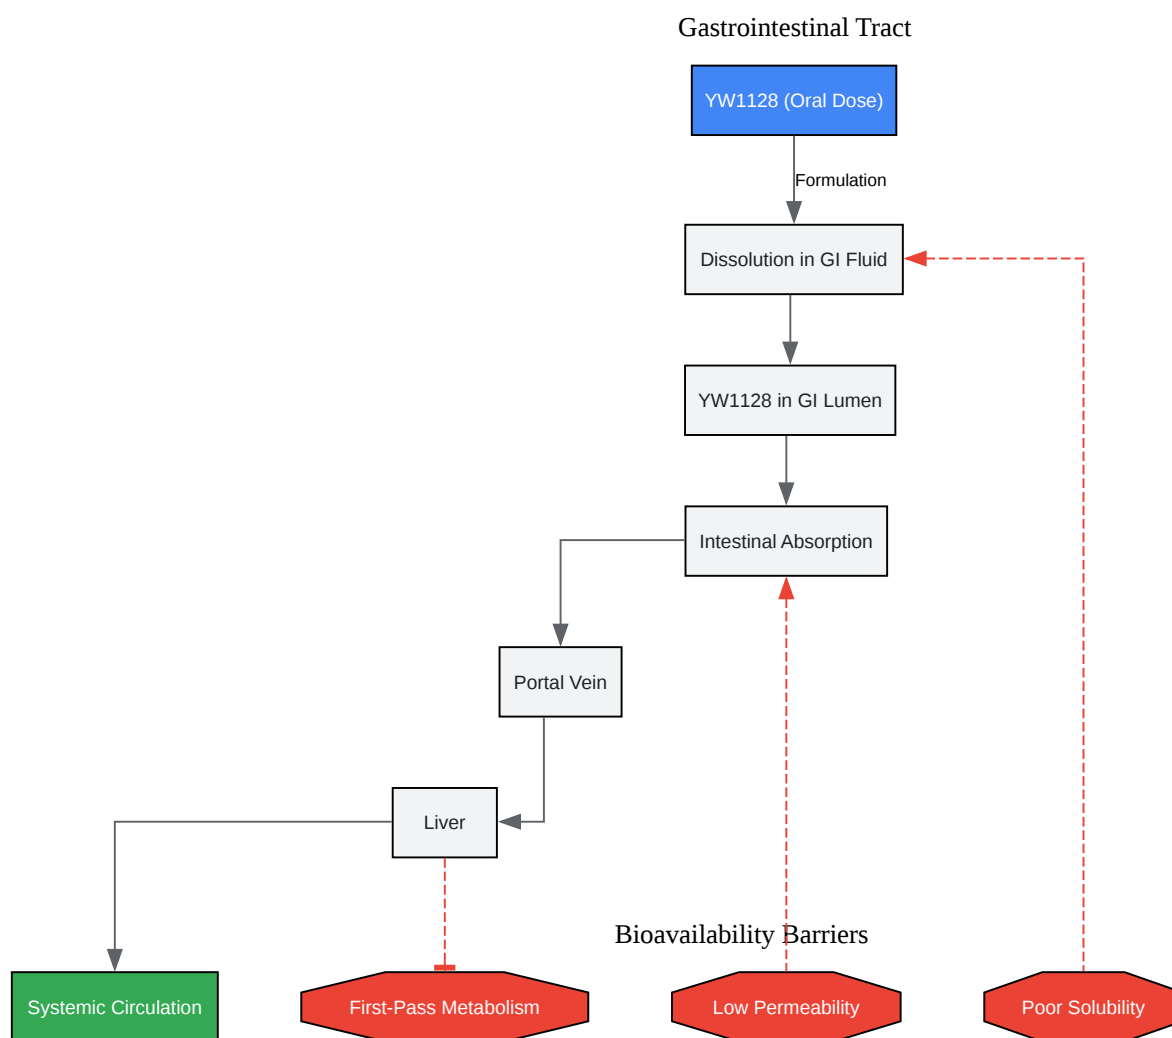 Gastrointestinal Tract
YW1128 (Oral Dose)
Formulation
Dissolution in GI Fluid
YW1128 in GI Lumen
Intestinal Absorption
Portal Vein
Liver
Bioavailability Barriers
Systemic Circulation
First-Pass Metabolism
Low Permeability
Poor Solubility